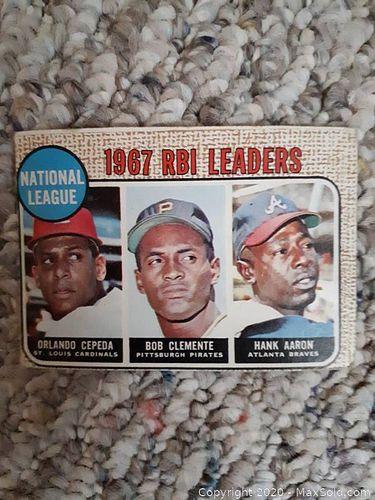 1967 RBI LEADERS
NATIONAL
LEAGUE
P
A
ORLANDO CEPEDA
ST. LOUIS CARDINALS
BOB CLEMENTE
PITTSBURGH PIRATES
HANK AARON
ATLANTA BRAVES
Copyright 2020 - MaxSold.com